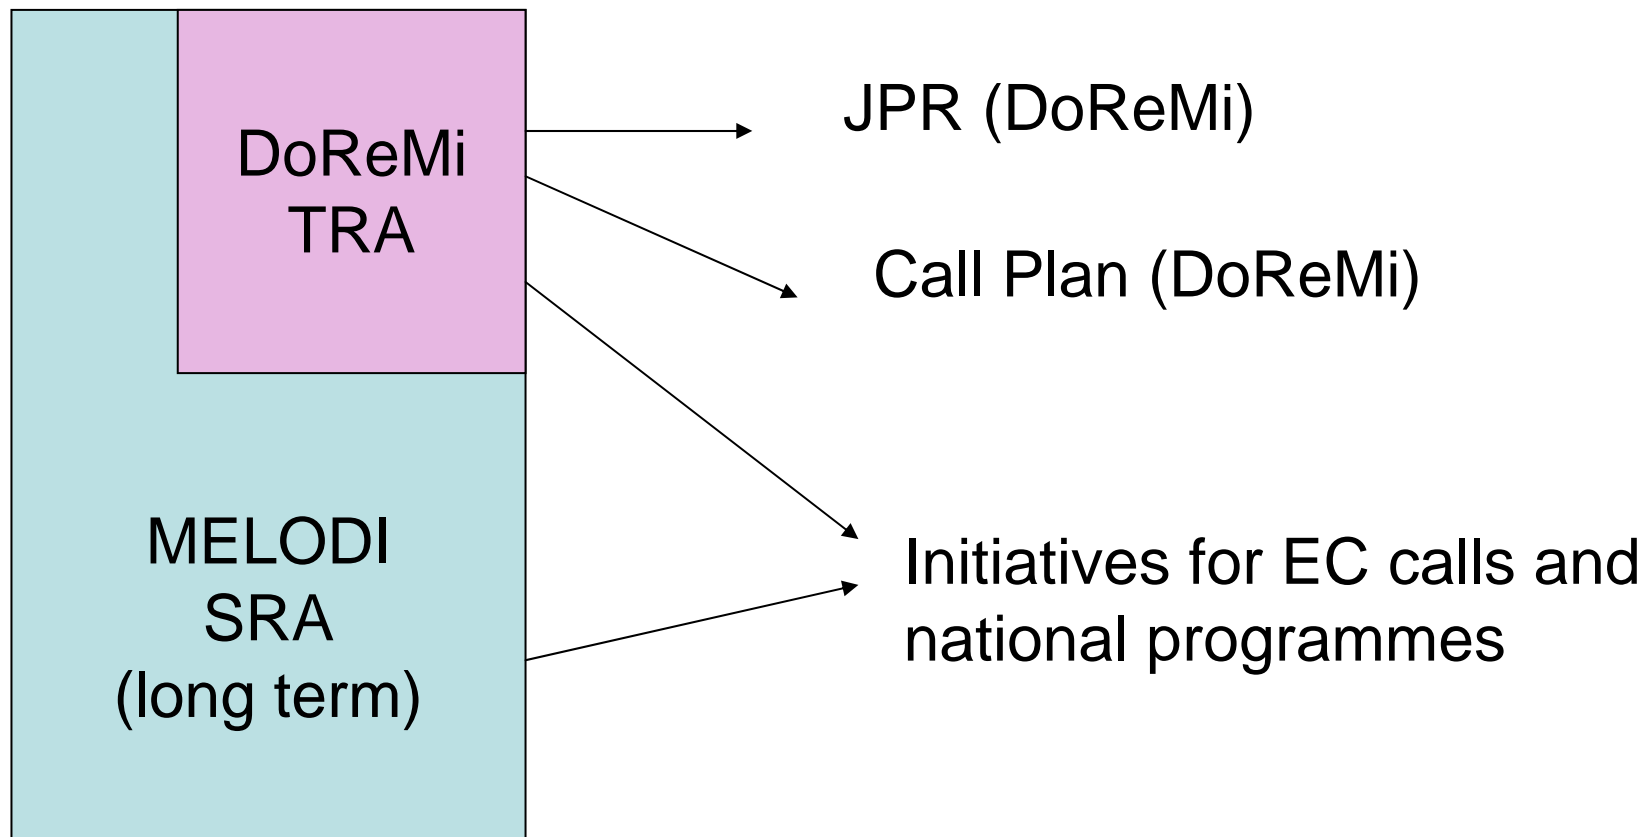 DoReMi
TRA
JPR (DoReMi)
Call Plan (DoReMi)
MELODI
SRA
(long term)
Initiatives for EC calls and
national programmes